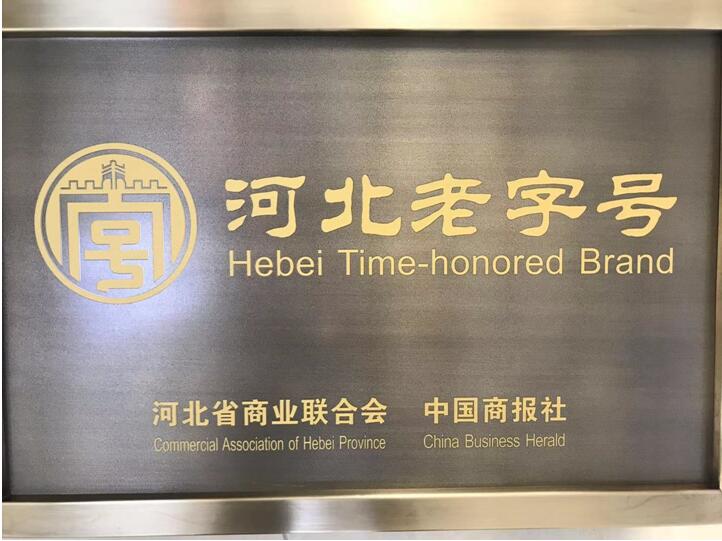 河北老字号
Hebei Time-honored Brand
河北省商业联合会 中国商报社
Commercial Association of Hebei Province China Business Herald